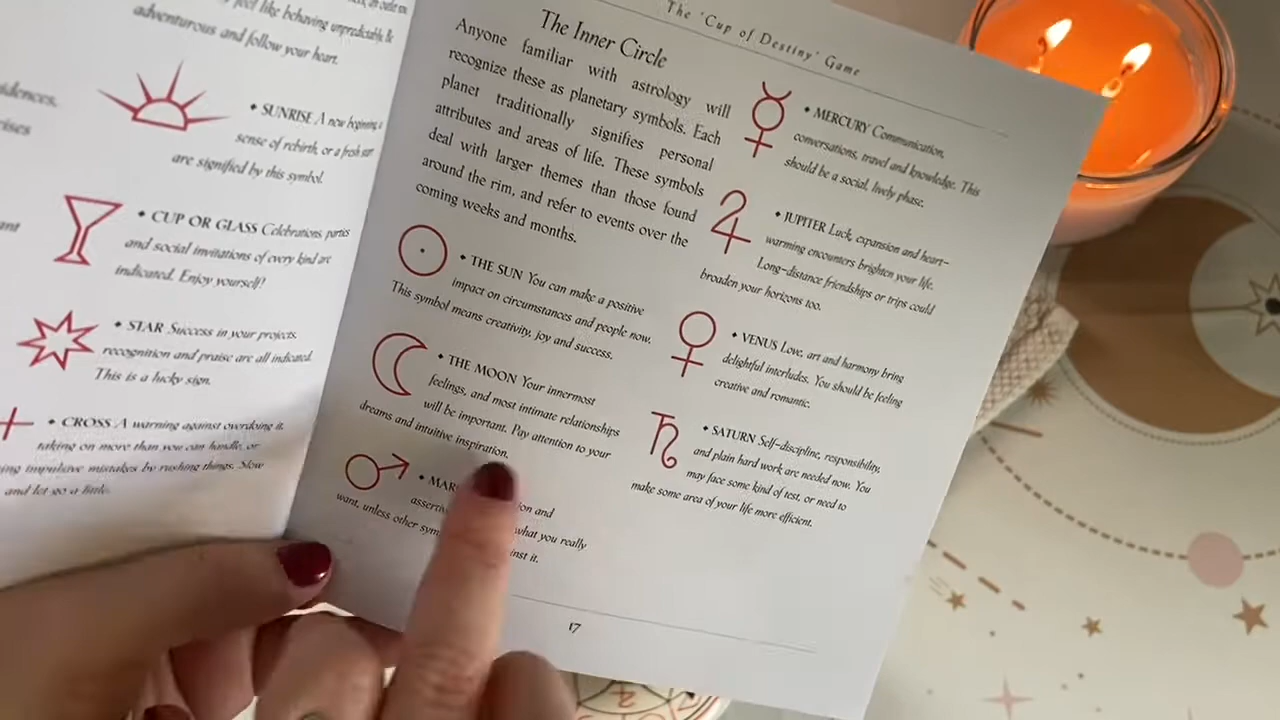 feel like behaving unpredictably, &
adventurous and follow your heart.
• SUNRISE A new beginning, a
sense of rebirth, or a fresh start
are signified by this symbol.
• CUP OR GLASS Celebrations, parties
and social invitations of every kind are
indicated. Enjoy yourself!
• STAR Success in your projects,
recognition and praise are all indicated.
This is a lucky sign.
• CROSS A warning against overdoing it,
taking on more than you can handle, or
impulsive mistakes by rushing things. Slow
and let go a little.
The 'Cup of Destiny' Game
The Inner Circle
Anyone familiar with astrology will
recognize these as planetary symbols. Each
planet traditionally signifies personal
attributes and areas of life. These symbols
deal with larger themes than those found
around the rim, and refer to events over the
coming weeks and months.
• THE SUN You can make a positive
impact on circumstances and people now.
This symbol means creativity, joy and success.
• THE MOON Your innermost
feelings, and most intimate relationships
will be important. Pay attention to your
dreams and intuitive inspiration.
• and
want, unless other what you really
it.
• MERCURY Communication,
conversations, travel and knowledge. This
should be a social, lively phase.
• JUPITER Luck, expansion and heart-
warming encounters brighten your life.
Long-distance friendships or trips could
broaden your horizons too.
• VENUS Love, art and harmony bring
delightful interludes. You should be feeling
creative and romantic.
• SATURN Self-discipline, responsibility,
and plain hard work are needed now. You
may face some kind of test, or need to
make some area of your life more efficient.
17